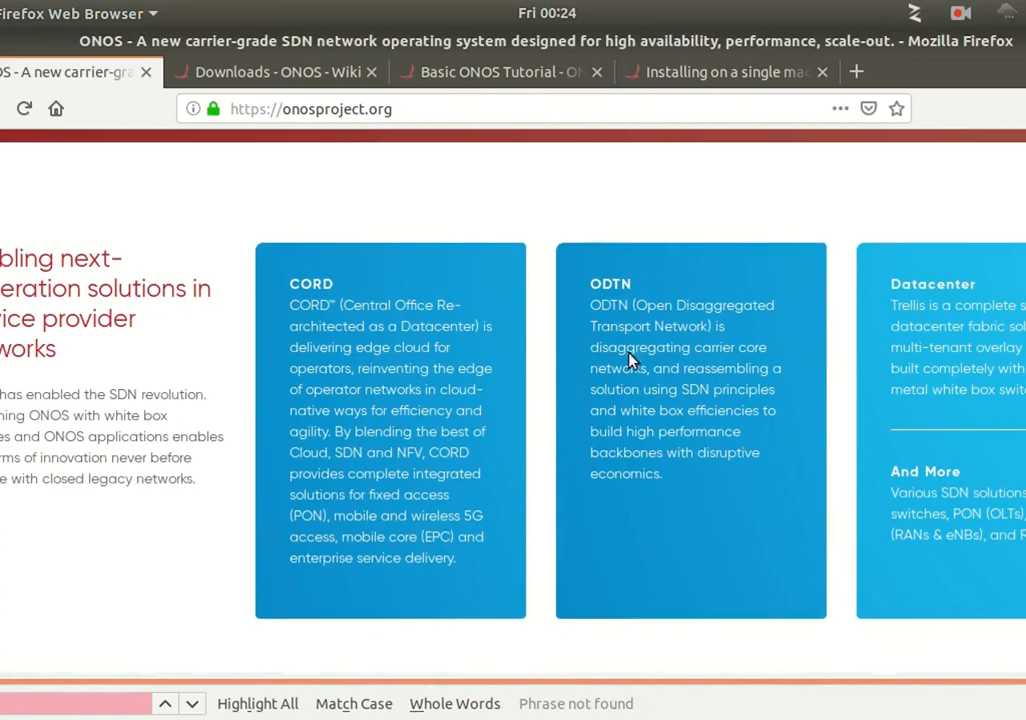 Firefox Web Browser
Fri 00:24
ONOS - A new carrier-grade SDN network operating system designed for high availability, performance, scale-out. - Mozilla Firefox
OS - A new carrier-gra
Downloads - ONOS - Wiki
Basic ONOS Tutorial - ON
Installing on a single mac
https://onosproject.org
bling next-
eration solutions in
vice provider
works
has enabled the SDN revolution.
ning ONOS with white box
es and ONOS applications enables
rms of innovation never before
e with closed legacy networks.
CORD
CORD™ (Central Office Re-
architected as a Datacenter) is
delivering edge cloud for
operators, reinventing the edge
of operator networks in cloud-
native ways for efficiency and
agility. By blending the best of
Cloud, SDN and NFV, CORD
provides complete integrated
solutions for fixed access
(PON), mobile and wireless 5G
access, mobile core (EPC) and
enterprise service delivery.
ODTN
ODTN (Open Disaggregated
Transport Network) is
disaggregating carrier core
networks, and reassembling a
solution using SDN principles
and white box efficiencies to
build high performance
backbones with disruptive
economics.
Datacenter
Trellis is a complete s
datacenter fabric sol
multi-tenant overlay
built completely with
metal white box swit
And More
Various SDN solutions
switches, PON (OLTs),
(RANs & eNBs), and R
Highlight All
Match Case
Whole Words
Phrase not found